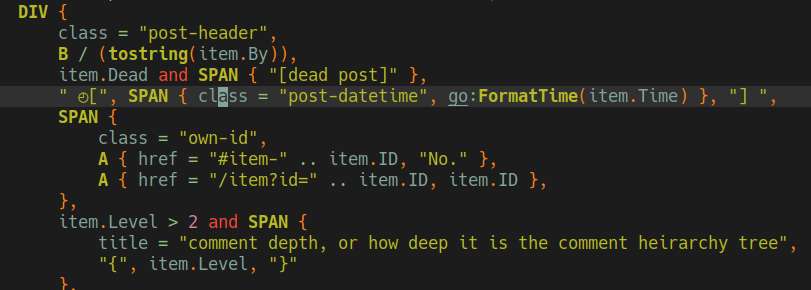 DIV {
    class = "post-header",
    B / (tostring(item.By)),
    item.Dead and SPAN { "[dead post]" },
    " ◴[", SPAN { class = "post-datetime", go:FormatTime(item.Time) }, "] ",
    SPAN {
        class = "own-id",
        A { href = "#item-" .. item.ID, "No." },
        A { href = "/item?id=" .. item.ID, item.ID },
    },
    item.Level > 2 and SPAN {
        title = "comment depth, or how deep it is the comment heirarchy tree",
        "{", item.Level, "}"
    },